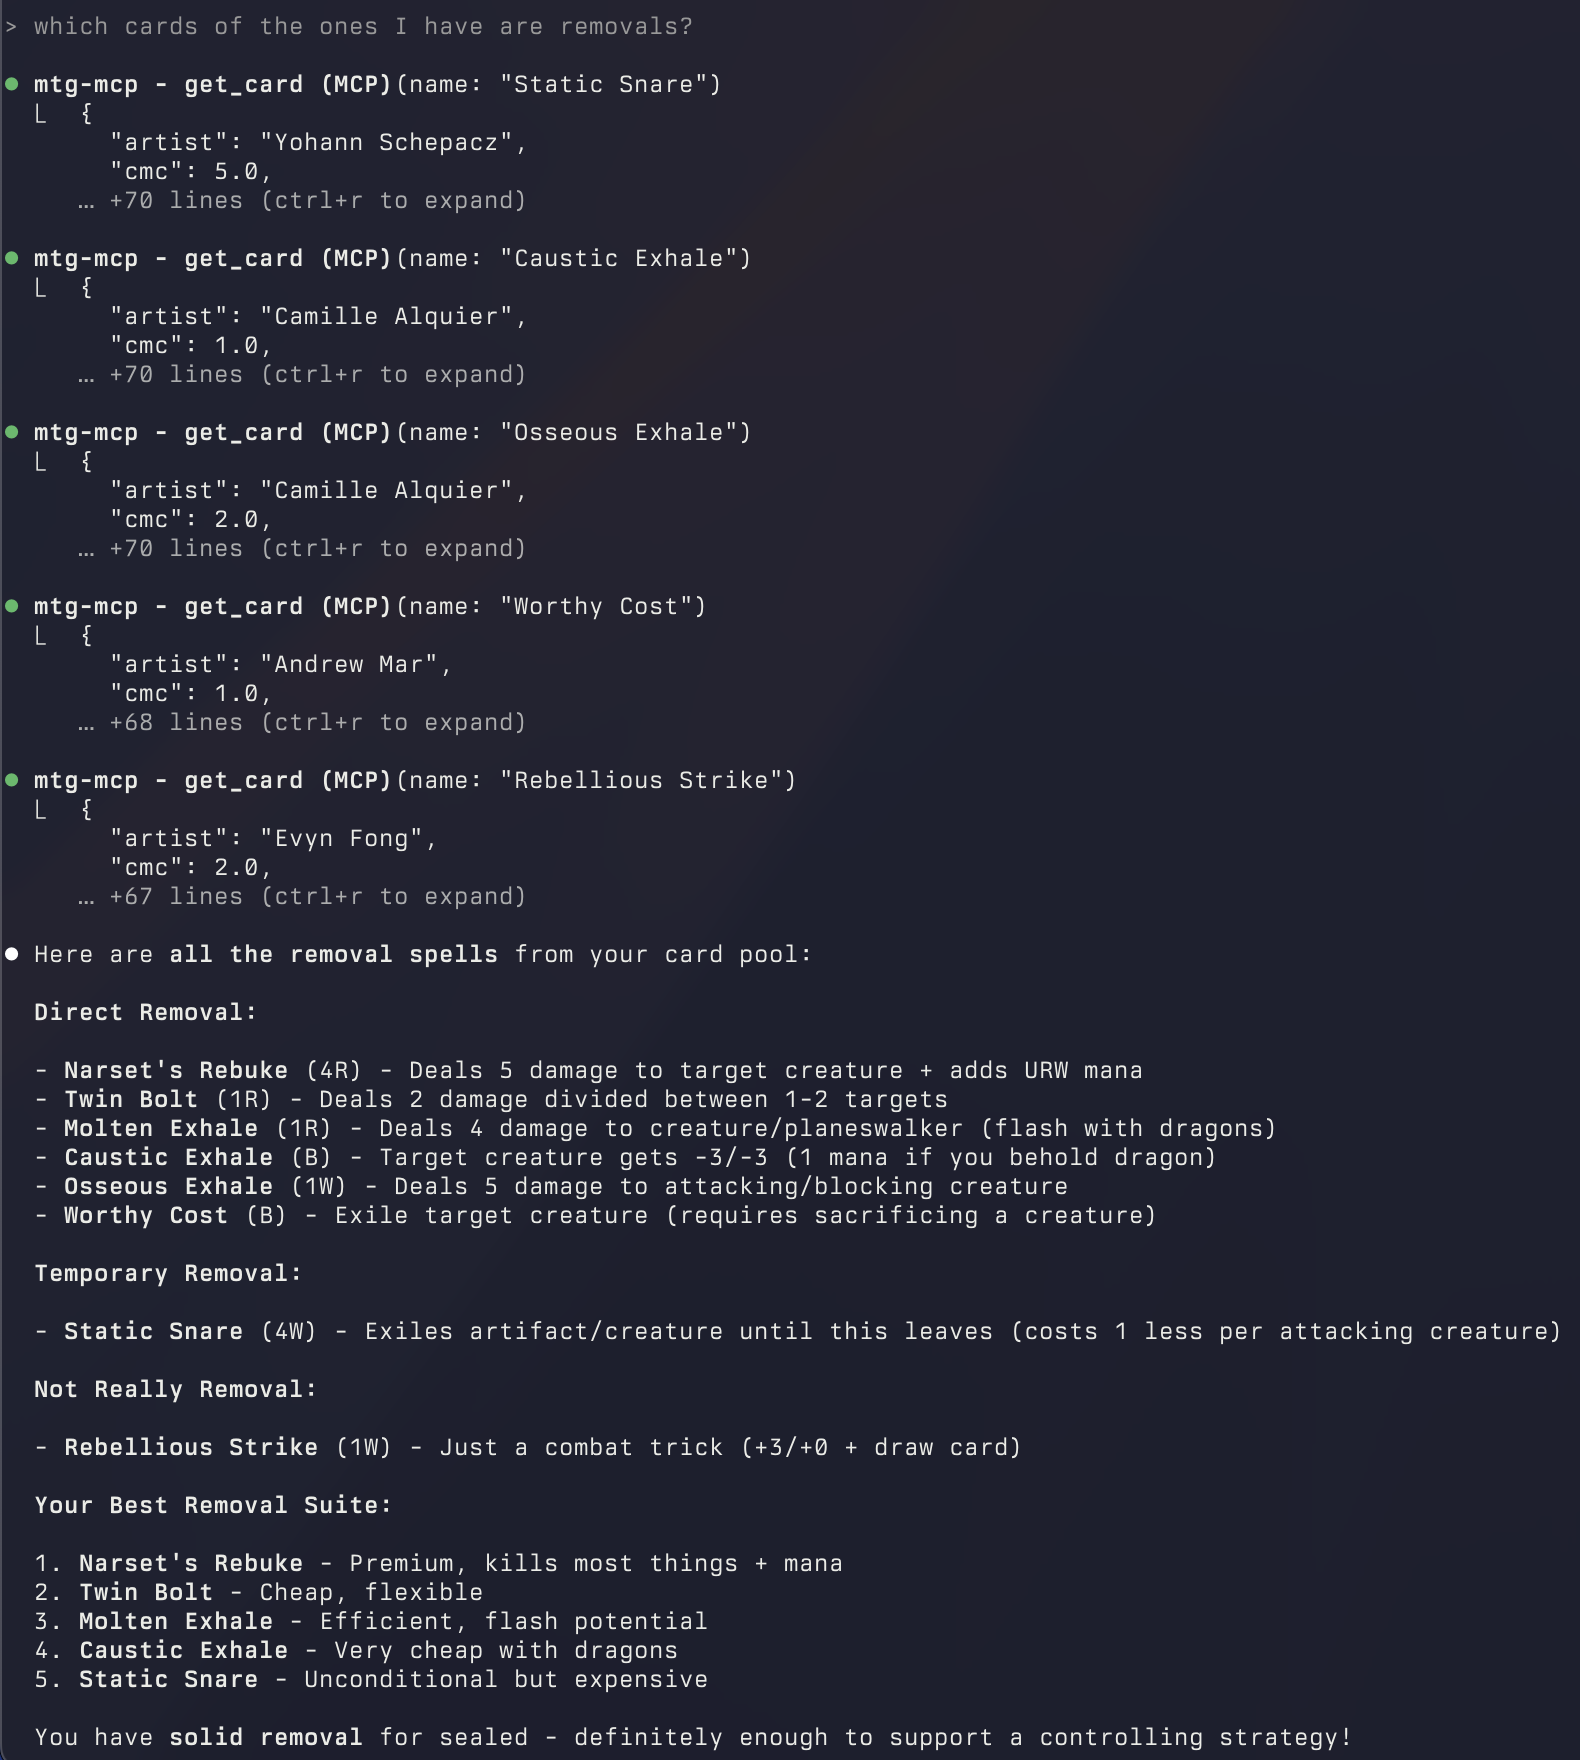 > which cards of the ones I have are removals?
● mtg-mcp - get_card (MCP)(name: "Static Snare")
⎿  {
"artist": "Yohann Schepacz",
"cmc": 5.0,
… +70 lines (ctrl+r to expand)
● mtg-mcp - get_card (MCP)(name: "Caustic Exhale")
⎿  {
"artist": "Camille Alquier",
"cmc": 1.0,
… +70 lines (ctrl+r to expand)
● mtg-mcp - get_card (MCP)(name: "Osseous Exhale")
⎿  {
"artist": "Camille Alquier",
"cmc": 2.0,
… +70 lines (ctrl+r to expand)
● mtg-mcp - get_card (MCP)(name: "Worthy Cost")
⎿  {
"artist": "Andrew Mar",
"cmc": 1.0,
… +68 lines (ctrl+r to expand)
● mtg-mcp - get_card (MCP)(name: "Rebellious Strike")
⎿  {
"artist": "Evyn Fong",
"cmc": 2.0,
… +67 lines (ctrl+r to expand)
● Here are all the removal spells from your card pool:
Direct Removal:
- Narset's Rebuke (4R) - Deals 5 damage to target creature + adds URW mana
- Twin Bolt (1R) - Deals 2 damage divided between 1-2 targets
- Molten Exhale (1R) - Deals 4 damage to creature/planeswalker (flash with dragons)
- Caustic Exhale (B) - Target creature gets -3/-3 (1 mana if you behold dragon)
- Osseous Exhale (1W) - Deals 5 damage to attacking/blocking creature
- Worthy Cost (B) - Exile target creature (requires sacrificing a creature)
Temporary Removal:
- Static Snare (4W) - Exiles artifact/creature until this leaves (costs 1 less per attacking creature)
Not Really Removal:
- Rebellious Strike (1W) - Just a combat trick (+3/+0 + draw card)
Your Best Removal Suite:
1. Narset's Rebuke - Premium, kills most things + mana
2. Twin Bolt - Cheap, flexible
3. Molten Exhale - Efficient, flash potential
4. Caustic Exhale - Very cheap with dragons
5. Static Snare - Unconditional but expensive
You have solid removal for sealed - definitely enough to support a controlling strategy!